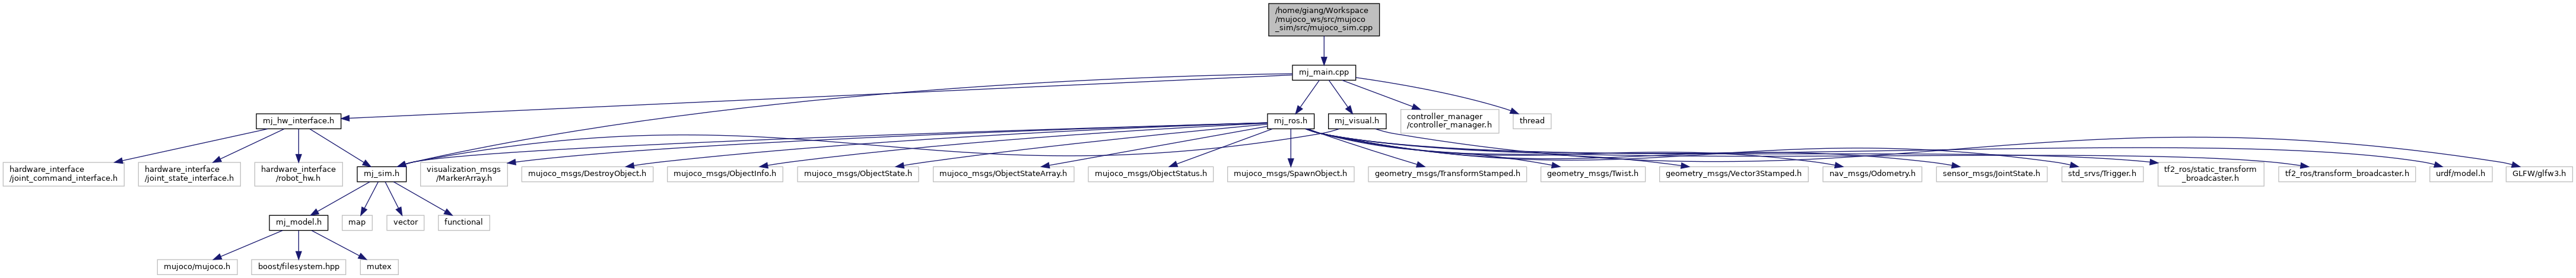 /home/giang/Workspace
/mujoco_ws/src/mujoco
_sim/src/mujoco_sim.cpp
mj_main.cpp
mj_hw_interface.h
mj_ros.h
mj_visual.h
controller_manager
/controller_manager.h
thread
hardware_interface
/joint_command_interface.h
hardware_interface
/joint_state_interface.h
hardware_interface
/robot_hw.h
mj_sim.h
visualization_msgs
/MarkerArray.h
mujoco_msgs/DestroyObject.h
mujoco_msgs/ObjectInfo.h
mujoco_msgs/ObjectState.h
mujoco_msgs/ObjectStateArray.h
mujoco_msgs/ObjectStatus.h
mujoco_msgs/SpawnObject.h
geometry_msgs/TransformStamped.h
geometry_msgs/Twist.h
geometry_msgs/Vector3Stamped.h
nav_msgs/Odometry.h
sensor_msgs/JointState.h
std_srvs/Trigger.h
tf2_ros/static_transform
_broadcaster.h
tf2_ros/transform_broadcaster.h
urdf/model.h
GLFW/glfw3.h
mj_model.h
map
vector
functional
mujoco/mujoco.h
boost/filesystem.hpp
mutex